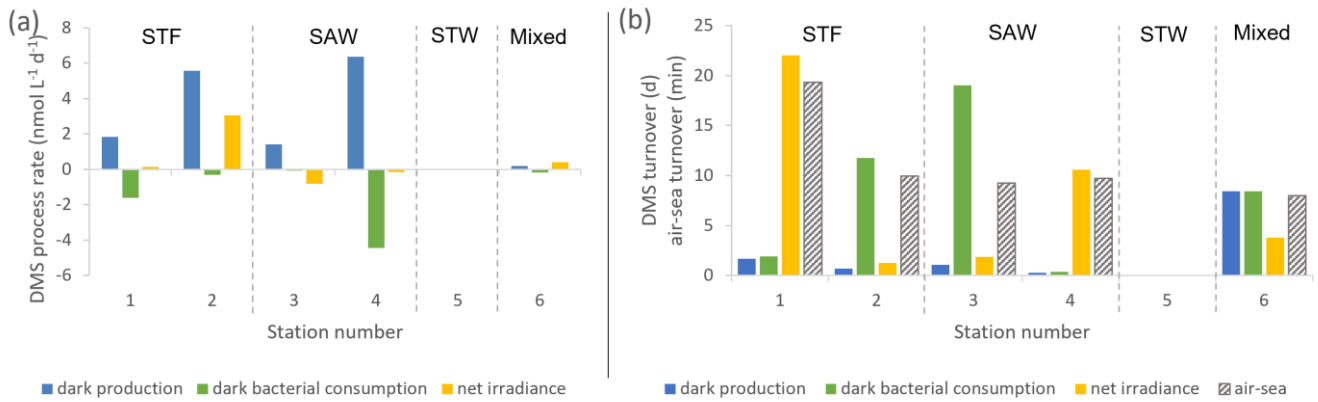 (a)
STF SAW STW Mixed
DMS process rate (nmol L⁻¹ d⁻¹)
8
6
4
2
0
-2
-4
-6
1 2 3 4 5 6
Station number
dark production dark bacterial consumption net irradiance
(b)
STF SAW STW Mixed
DMS turnover (d)
air-sea turnover (min)
25
20
15
10
5
0
1 2 3 4 5 6
Station number
dark production dark bacterial consumption net irradiance air-sea